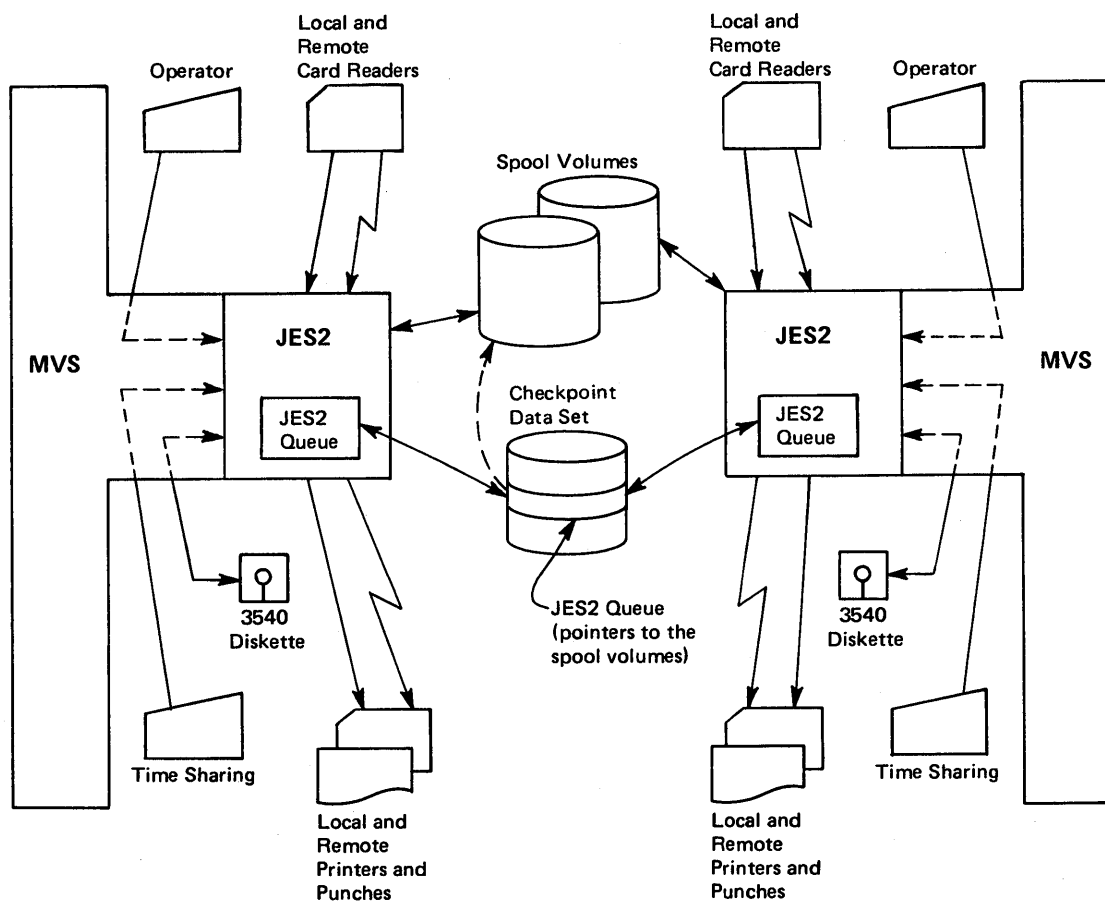 Local and
Remote
Card Readers
Operator
Local and
Remote
Card Readers
Operator
Spool Volumes
MVS
JES2
JES2
Queue
Checkpoint
Data Set
JES2
JES2
Queue
MVS
3540
Diskette
JES2 Queue
(pointers to the
spool volumes)
3540
Diskette
Time Sharing
Local and
Remote
Printers and
Punches
Local and
Remote
Printers and
Punches
Time Sharing